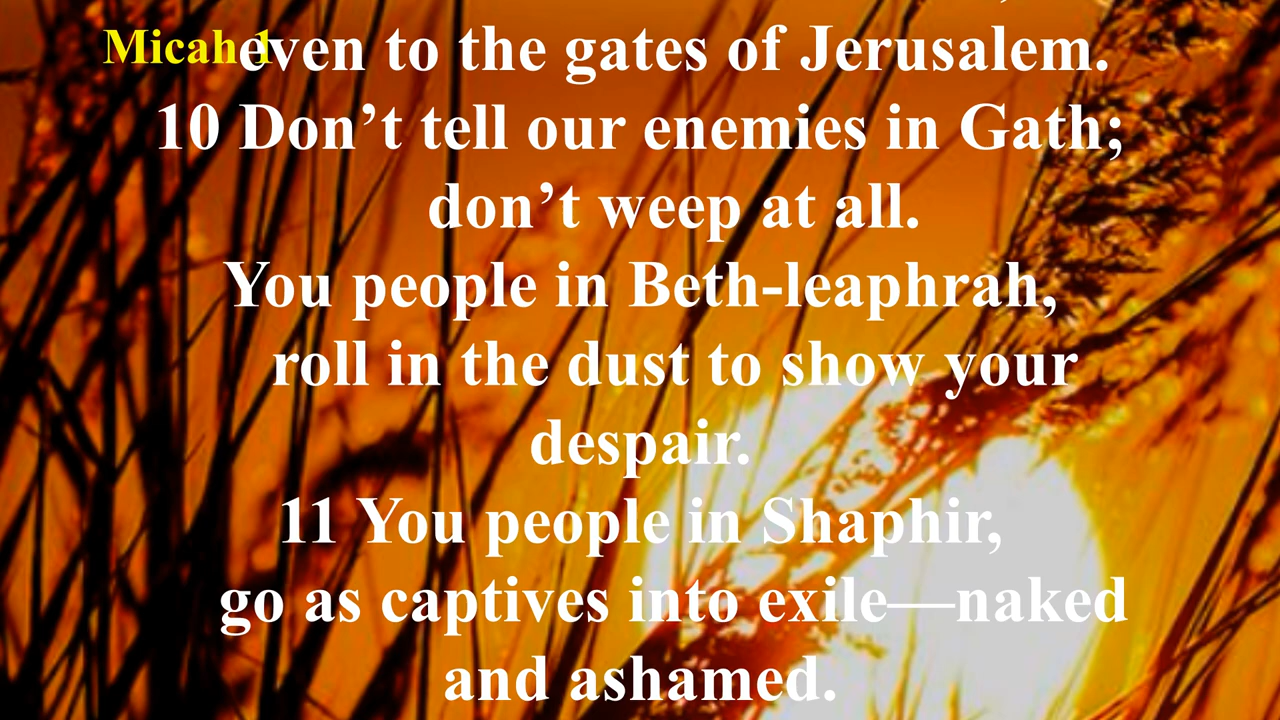 Micah 1
even to the gates of Jerusalem.
10 Don’t tell our enemies in Gath;
don’t weep at all.
You people in Beth-leaphrah,
roll in the dust to show your
despair.
11 You people in Shaphir,
go as captives into exile—naked
and ashamed.